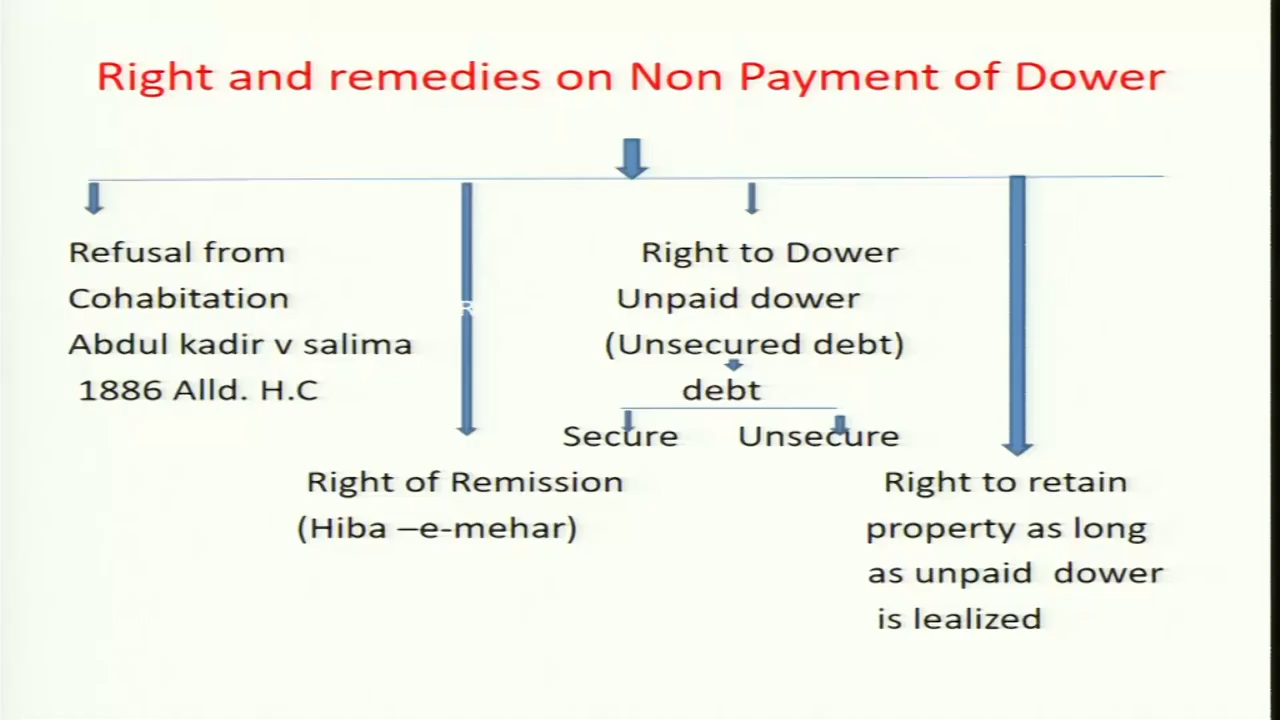 Right and remedies on Non Payment of Dower
Refusal from
Cohabitation
Abdul kadir v salima
1886 Alld. H.C
R
Right of Remission
(Hiba –e-mehar)
Right to Dower
Unpaid dower
(Unsecured debt)
debt
Secure Unsecure
Right to retain
property as long
as unpaid dower
is lealized